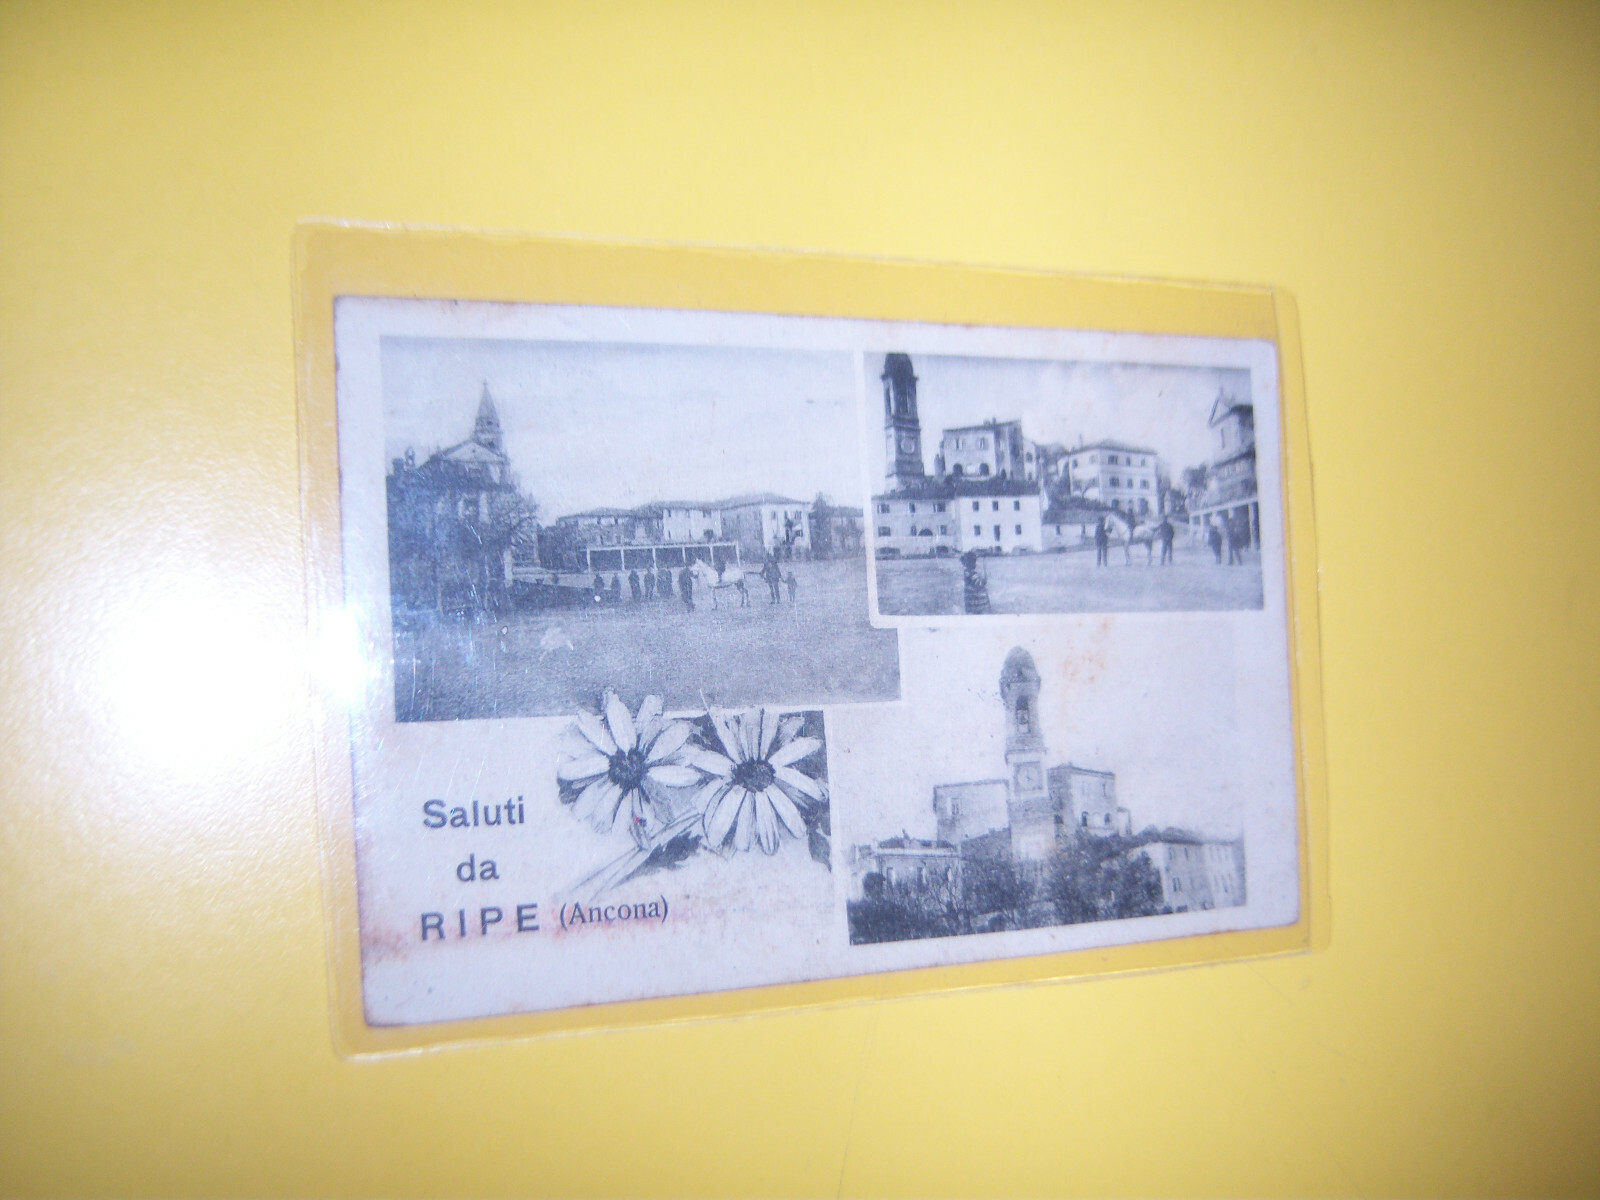 Saluti
da
RIPE (Ancona)